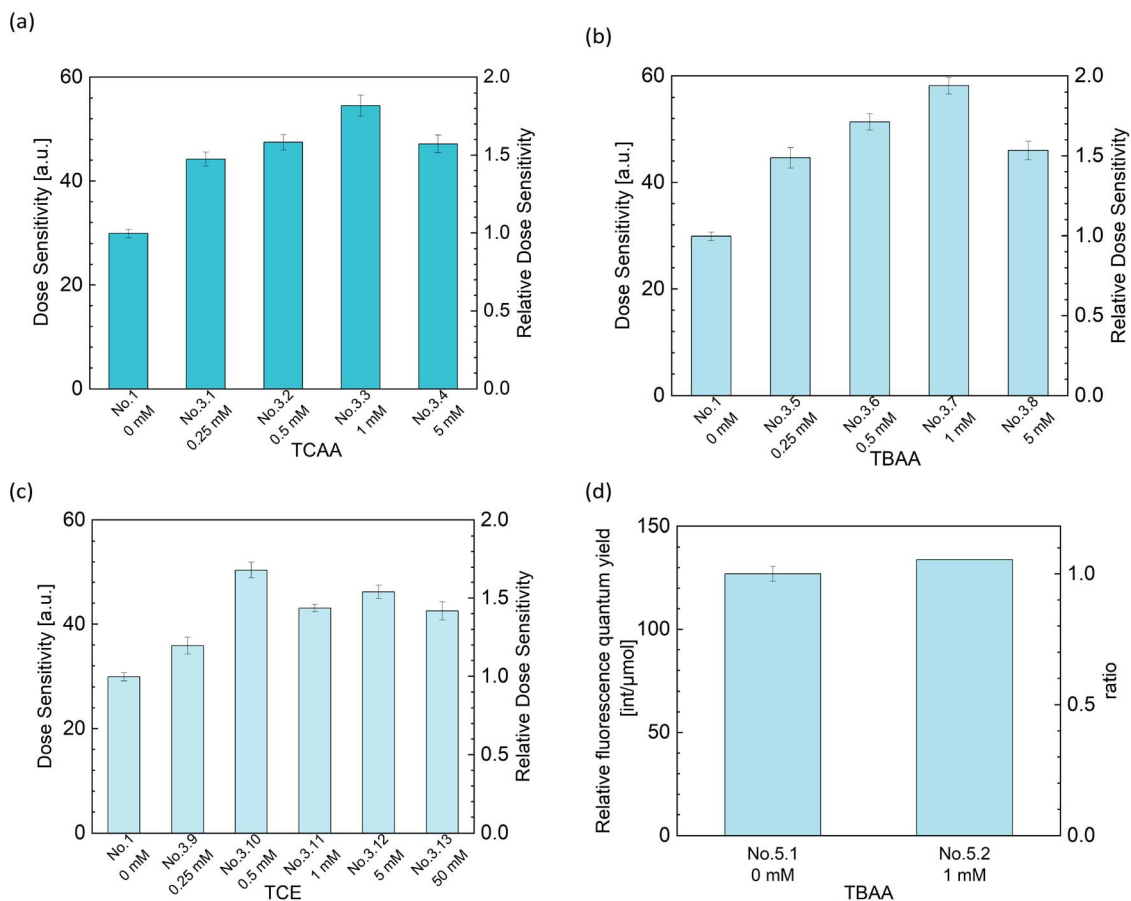 (a)
Dose Sensitivity [a.u.]
60
40
20
0
2.0
1.5
1.0
0.5
0.0
Relative Dose Sensitivity
No.1
0 mM
No.3.1
0.25 mM
No.3.2
0.5 mM
No.3.3
1 mM
No.3.4
5 mM
TCAA
(b)
Dose Sensitivity [a.u.]
60
40
20
0
2.0
1.5
1.0
0.5
0.0
Relative Dose Sensitivity
No.1
0 mM
No.3.5
0.25 mM
No.3.6
0.5 mM
No.3.7
1 mM
No.3.8
5 mM
TBAA
(c)
Dose Sensitivity [a.u.]
60
40
20
0
2.0
1.5
1.0
0.5
0.0
Relative Dose Sensitivity
No.1
0 mM
No.3.9
0.25 mM
No.3.10
0.5 mM
No.3.11
1 mM
No.3.12
5 mM
No.3.13
50 mM
TCE
(d)
Relative fluorescence quantum yield
[int/μmol]
150
100
50
0
1.0
0.5
0.0
ratio
No.5.1
0 mM
No.5.2
1 mM
TBAA